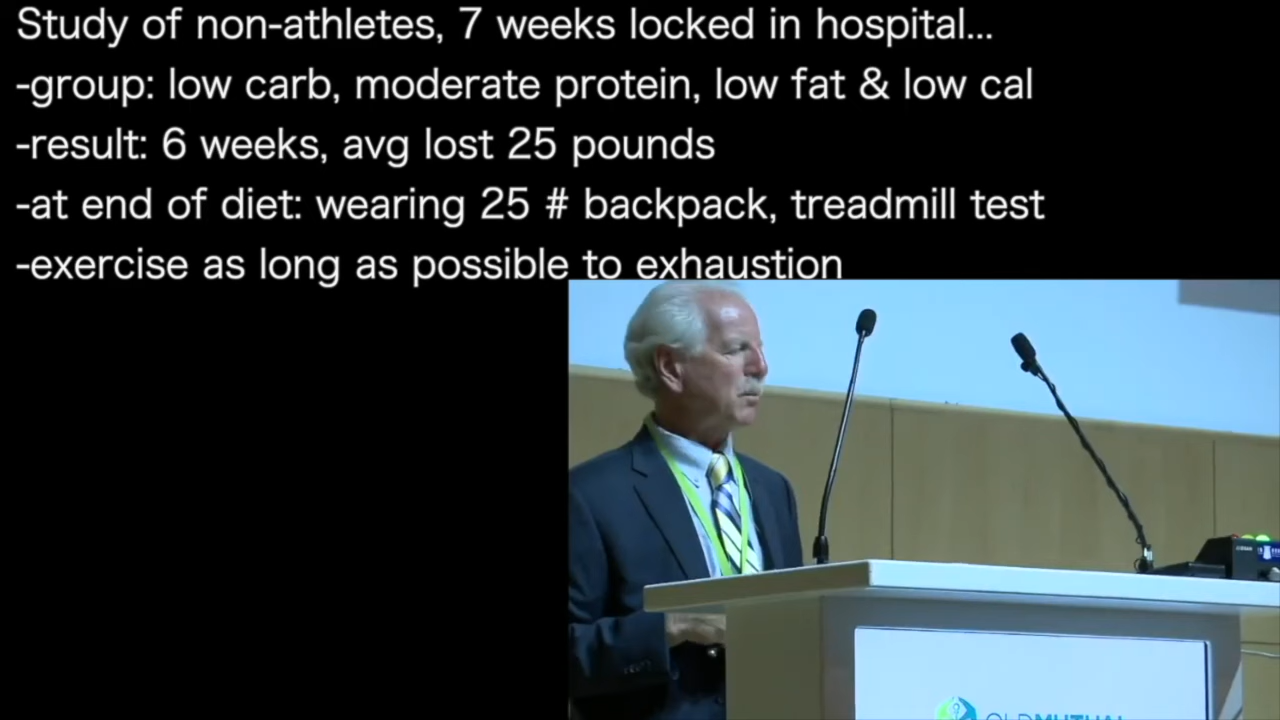 Study of non-athletes, 7 weeks locked in hospital...
-group: low carb, moderate protein, low fat & low cal
-result: 6 weeks, avg lost 25 pounds
-at end of diet: wearing 25 # backpack, treadmill test
-exercise as long as possible to exhaustion
OLDMUTUAL